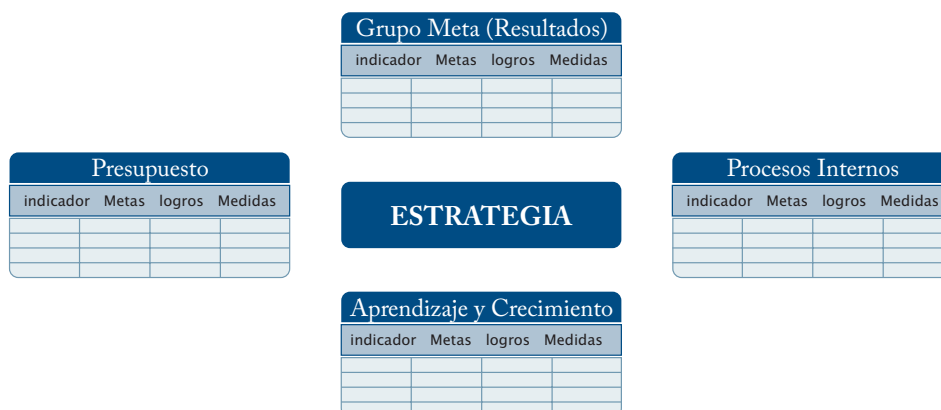 Grupo Meta (Resultados)
indicador Metas logros Medidas
Presupuesto
indicador Metas logros Medidas
ESTRATEGIA
Procesos Internos
indicador Metas logros Medidas
Aprendizaje y Crecimiento
indicador Metas logros Medidas